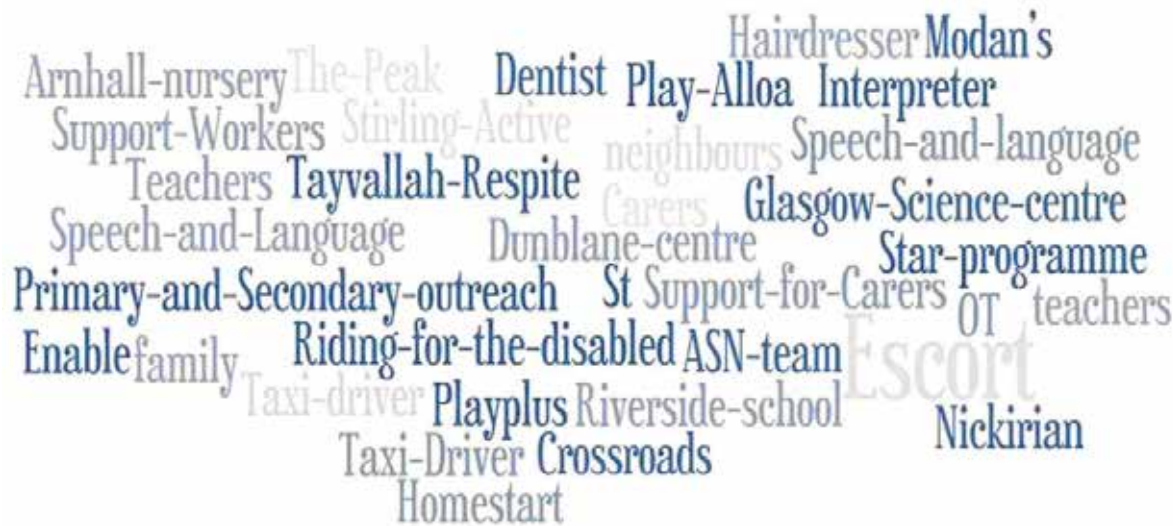 Hairdresser Modan's
Arnhall-nursery The-Peak Dentist Play-Alloa Interpreter
Support-Workers Stirling-Active neighbours Speech-and-language
Teachers Tayvallah-Respite Carers Glasgow-Science-centre
Speech-and-Language Dunblane-centre Star-programme
Primary-and-Secondary-outreach St Support-for-Carers OT teachers
Enable family Riding-for-the-disabled ASN-team Escort
Taxi-driver Playplus Riverside-school Nickirian
Taxi-Driver Crossroads
Homestart